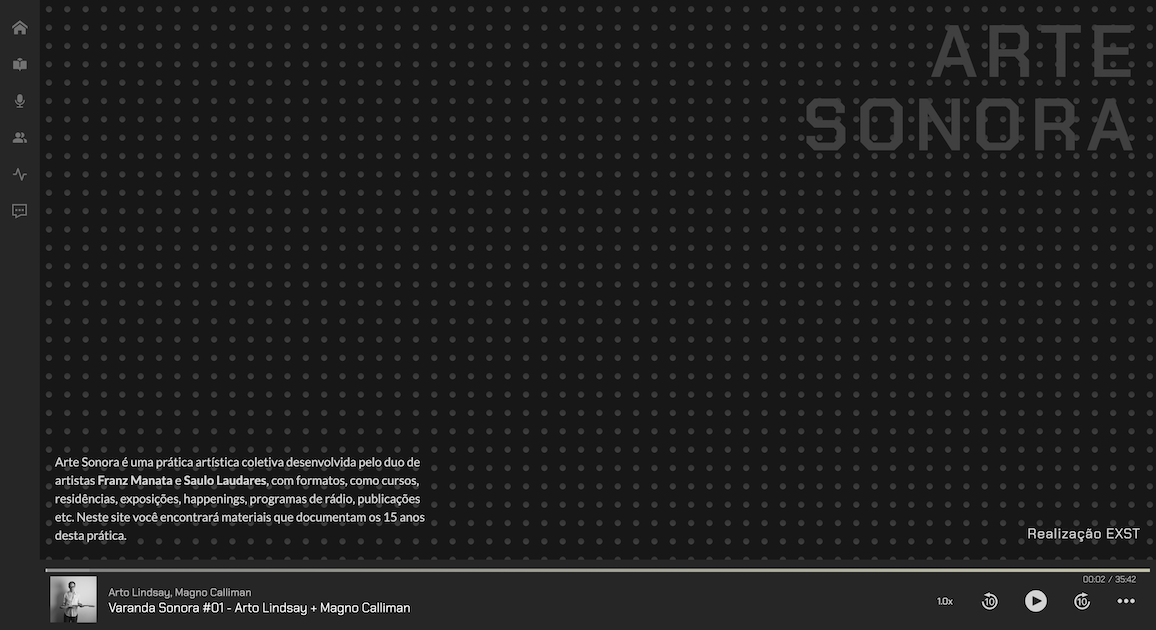 ARTE
SONORA
Arte Sonora é uma prática artística coletiva desenvolvida pelo duo de
artistas Franz Manata e Saulo Laudares, com formatos, como cursos,
residências, exposições, happenings, programas de rádio, publicações
etc. Neste site você encontrará materiais que documentam os 15 anos
desta prática.
Realização EXST
00:02 / 35:42
Arto Lindsay, Magno Calliman
Varanda Sonora #01 - Arto Lindsay + Magno Calliman
1.0x
10
10